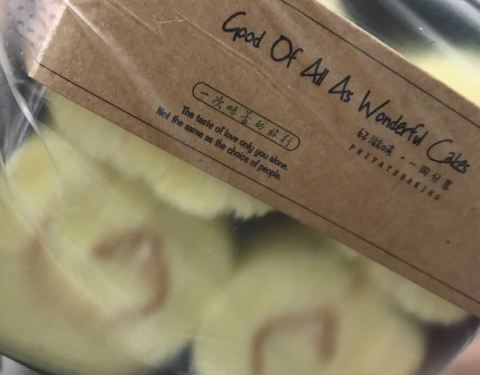 Good Of All As Wonderful Cakes
一次味蕾的旅行
The taste of love only you alone.
Not the same as the choice of people.
好滋味·一同分享
PRIVATEBAKING